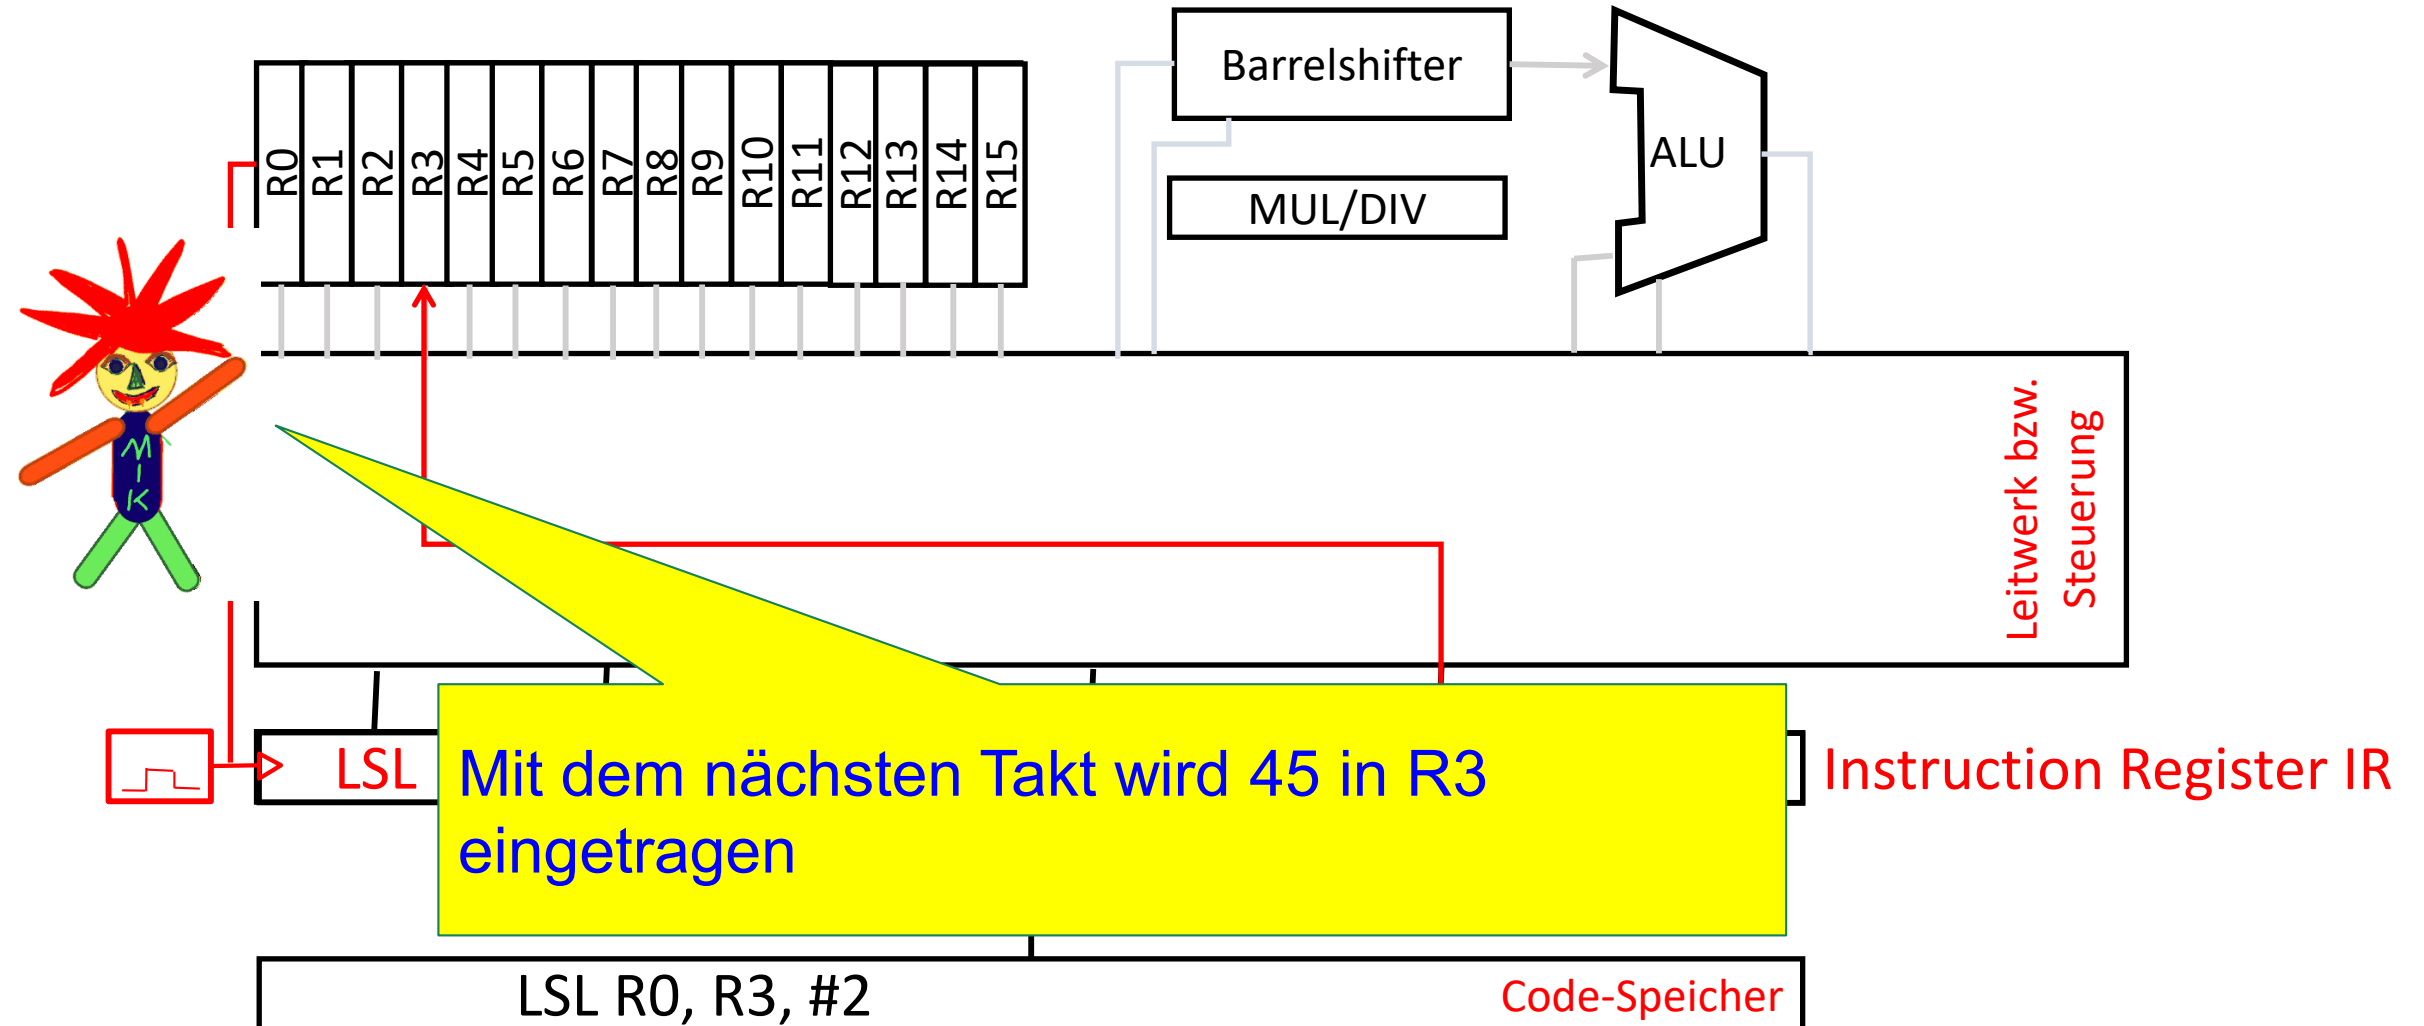 R0 R1 R2 R3 R4 R5 R6 R7 R8 R9 R10 R11 R12 R13 R14 R15
Barrelshifter
MUL/DIV
ALU
Leitwerk bzw.
Steuerung
MIK
LSL
Mit dem nächsten Takt wird 45 in R3
eingetragen
Instruction Register IR
LSL R0, R3, #2
Code-Speicher